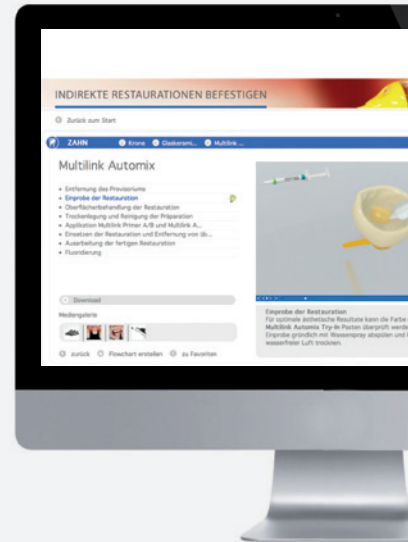 INDIREKTE RESTAURATIONEN BEFESTIGEN
Zurück zum Start
ZAHN Krone Glaskerami... Multilink ...
Multilink Automix
Entfernung des Provisoriums
Einprobe der Restauration
Oberflächenbehandlung der Restauration
Trockenlegung und Reinigung der Präparation
Applikation Multilink Primer A/B und Multilink A...
Einsetzen der Restauration und Entfernung von üb...
Ausarbeitung der fertigen Restauration
Fluoridierung
Download
Mediengalerie
zurück Flowchart erstellen zu Favoriten
Einprobe der Restauration
Für optimale ästhetische Resultate kann die Farbe
Multilink Automix Try-In Pasten überprüft werde
Einprobe gründlich mit Wasserspray abspülen und
wasserfreier Luft trocknen.